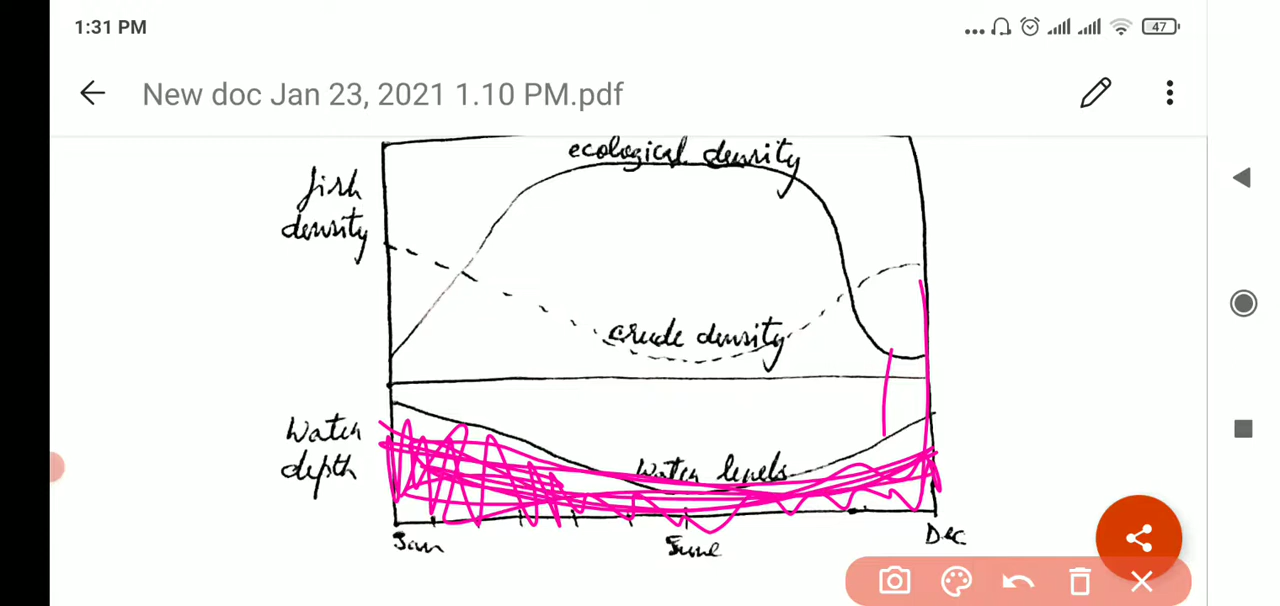 1:31 PM
47
New doc Jan 23, 2021 1.10 PM.pdf
ecological density
fish
density
crude density
Water
depth
Water levels
Jan
June
Dec